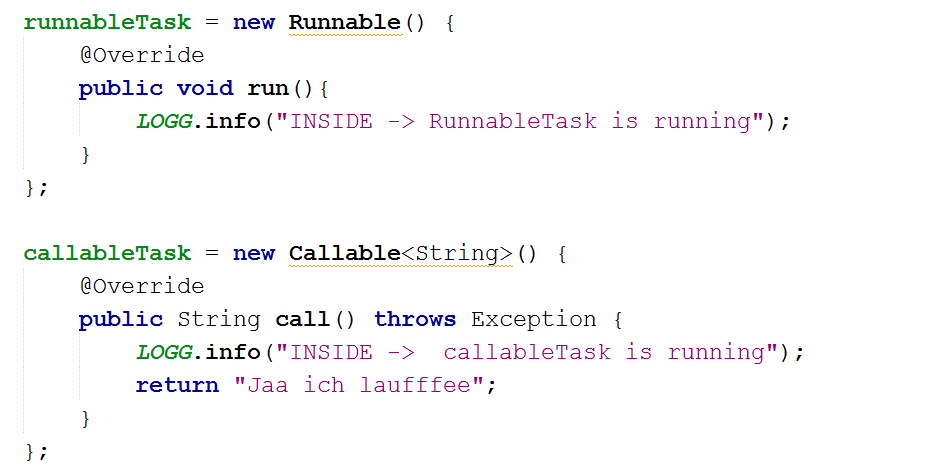 runnableTask = new Runnable() {
    @Override
    public void run(){
        LOGG.info("INSIDE -> RunnableTask is running");
    }
};

callableTask = new Callable<String>() {
    @Override
    public String call() throws Exception {
        LOGG.info("INSIDE ->  callableTask is running");
        return "Jaa ich laufffee";
    }
};